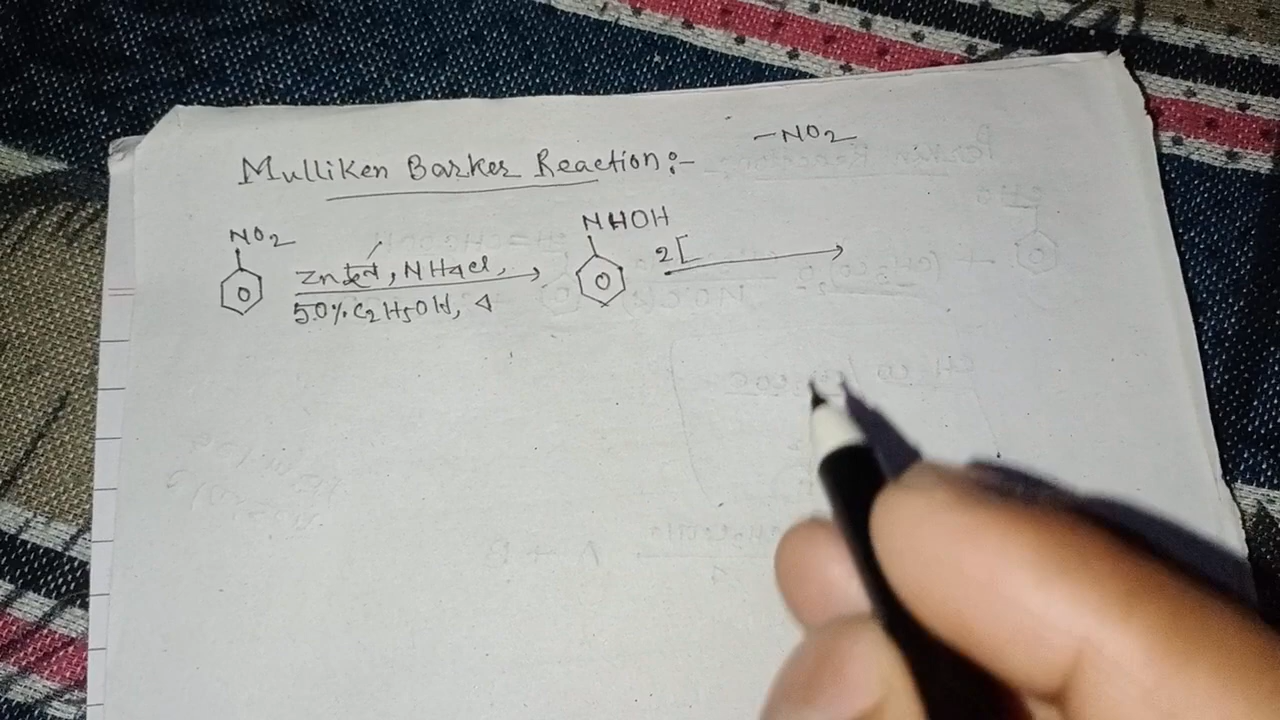 Mulliken Barker Reaction :-
-NO2
NO2
NHOH
Zn, NH4Cl,
2[
50% C2H5OH, Δ